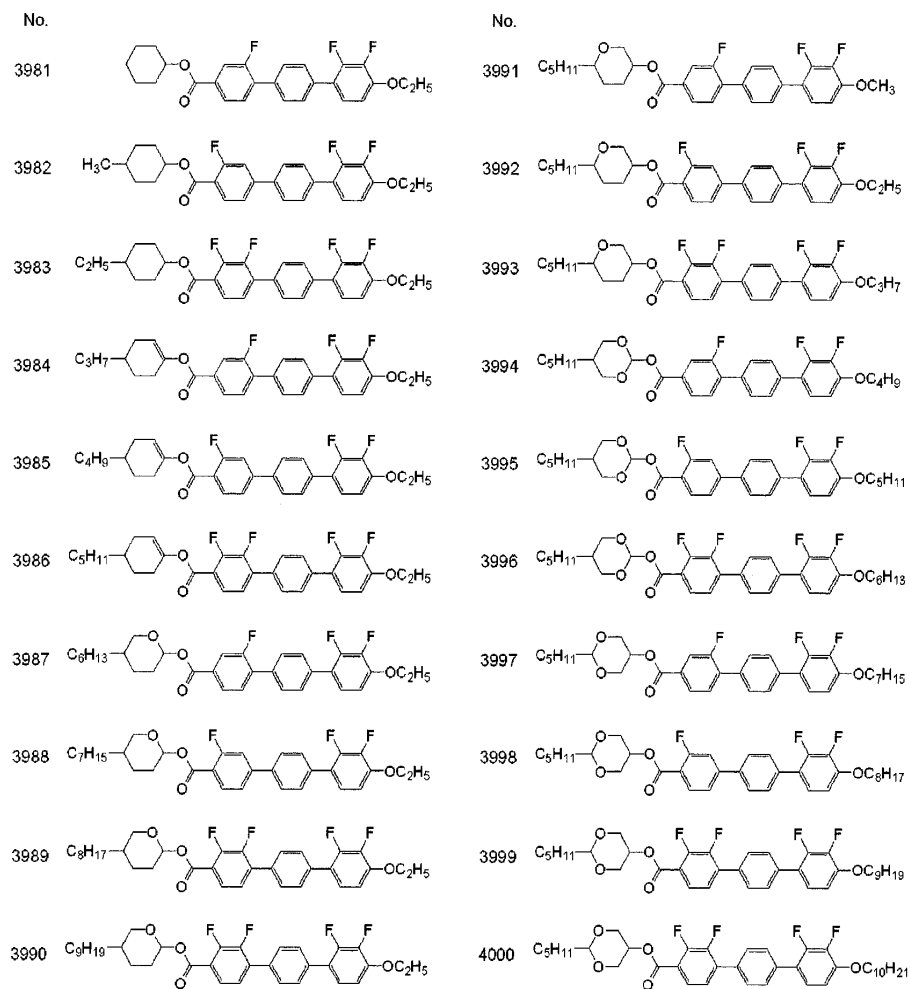 No.
F F F
3981 O
O OC2H5
F F F
3982 H3C O
O OC2H5
F F F F
3983 C2H5 O
O OC2H5
F F F
3984 C3H7 O
O OC2H5
F F F
3985 C4H9 O
O OC2H5
F F F F
3986 C5H11 O
O OC2H5
O F F F
3987 C6H13 O
O OC2H5
O F F F
3988 C7H15 O
O OC2H5
O F F F F
3989 C8H17 O
O OC2H5
O F F F F
3990 C9H19 O
O OC2H5
No.
O F F F
3991 C5H11 O
O OCH3
O F F F
3992 C5H11 O
O OC2H5
O F F F F
3993 C5H11 O
O OC3H7
O F F F
3994 C5H11 O
O O OC4H9
O F F F
3995 C5H11 O
O O OC5H11
O F F F F
3996 C5H11 O
O O OC6H13
O F F F
3997 C5H11 O
O O OC7H15
O F F F
3998 C5H11 O
O O OC8H17
O F F F F
3999 C5H11 O
O O OC9H19
O F F F F
4000 C5H11 O
O O OC10H21